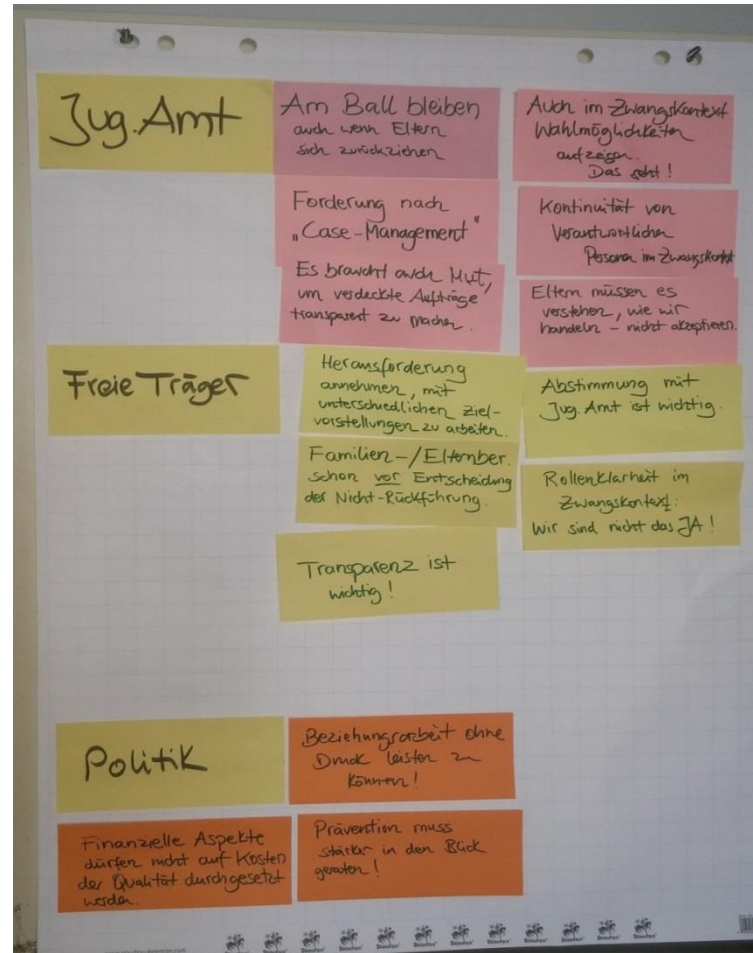 Jug.Amt
Am Ball bleiben
auch wenn Eltern
sich zurückziehen
Auch im Zwangskontext
Wahlmöglichkeiten
aufzeigen.
Das geht!
Forderung nach
„Case-Management"
Kontinuität von
Verantwortlichen
Personen im Zwangskontext
Es braucht auch Mut,
um verdeckte Aufträge
transparent zu machen.
Eltern müssen es
verstehen, wie wir
handeln – nicht akzeptieren.
Freie Träger
Herausforderung
annehmen, mit
unterschiedlichen Ziel-
vorstellungen zu arbeiten.
Abstimmung mit
Jug. Amt ist wichtig.
Familien-/Elternber.
schon vor Entscheidung
der Nicht-Rückführung.
Rollenklarheit im
Zwangskontext:
Wir sind nicht das JA!
Transparenz ist
wichtig!
Politik
Beziehungsarbeit ohne
Druck leisten zu
können!
Finanzielle Aspekte
dürfen nicht auf Kosten
der Qualität durchgesetzt
werden.
Prävention muss
stärker in den Blick
geraten!